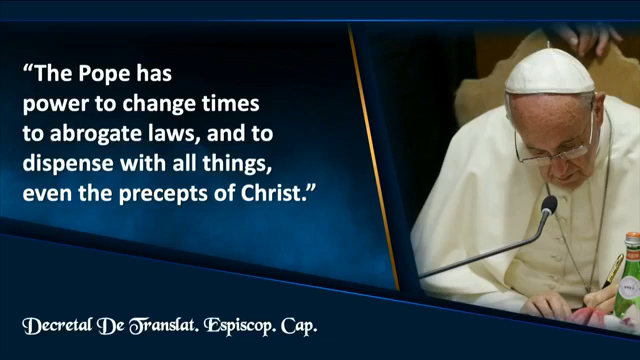 “The Pope has
power to change times
to abrogate laws, and to
dispense with all things,
even the precepts of Christ.”
Decretal De Translat. Espiscop. Cap.